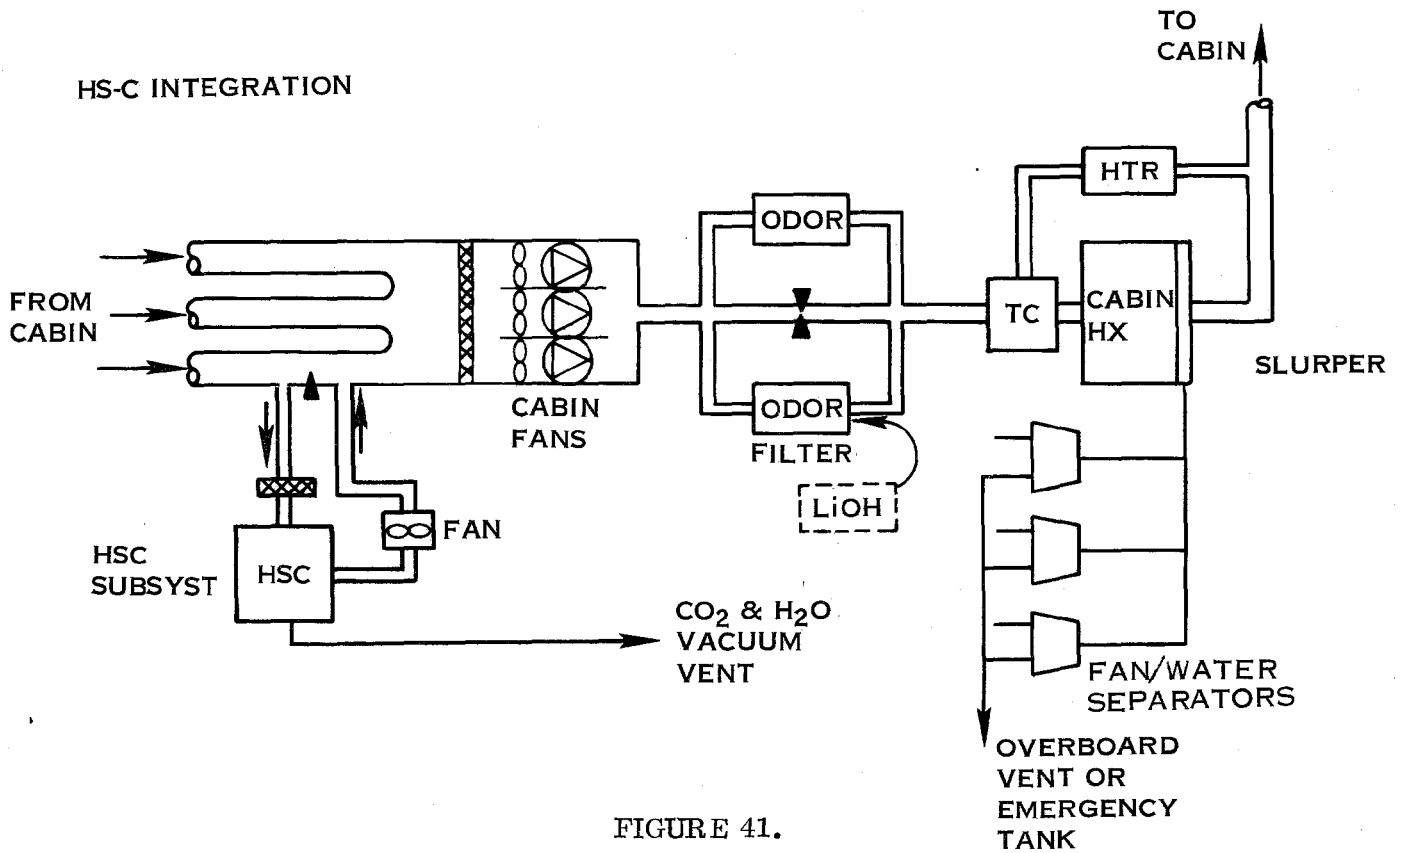 TO
CABIN
HS-C INTEGRATION
HTR
ODOR
FROM
CABIN
TC
CABIN
HX
SLURPER
CABIN
FANS
ODOR
FILTER
LiOH
FAN
HSC
SUBSYST
HSC
CO2 & H2O
VACUUM
VENT
FAN/WATER
SEPARATORS
OVERBOARD
VENT OR
EMERGENCY
TANK
FIGURE 41.